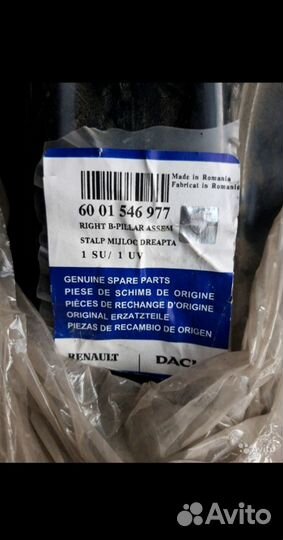 Made in Romania
Fabricat in Romania
60 01 546 977
RIGHT B-PILLAR ASSEM
STALP MIJLOC DREAPTA
1 SU/ 1 UV
GENUINE SPARE PARTS
PIESE DE SCHIMB DE ORIGINE
PIÈCES DE RECHANGE D'ORIGINE
ORIGINAL ERZATZTEILE
PIEZAS DE RECAMBIO DE ORIGEN
RENAULT
Avito